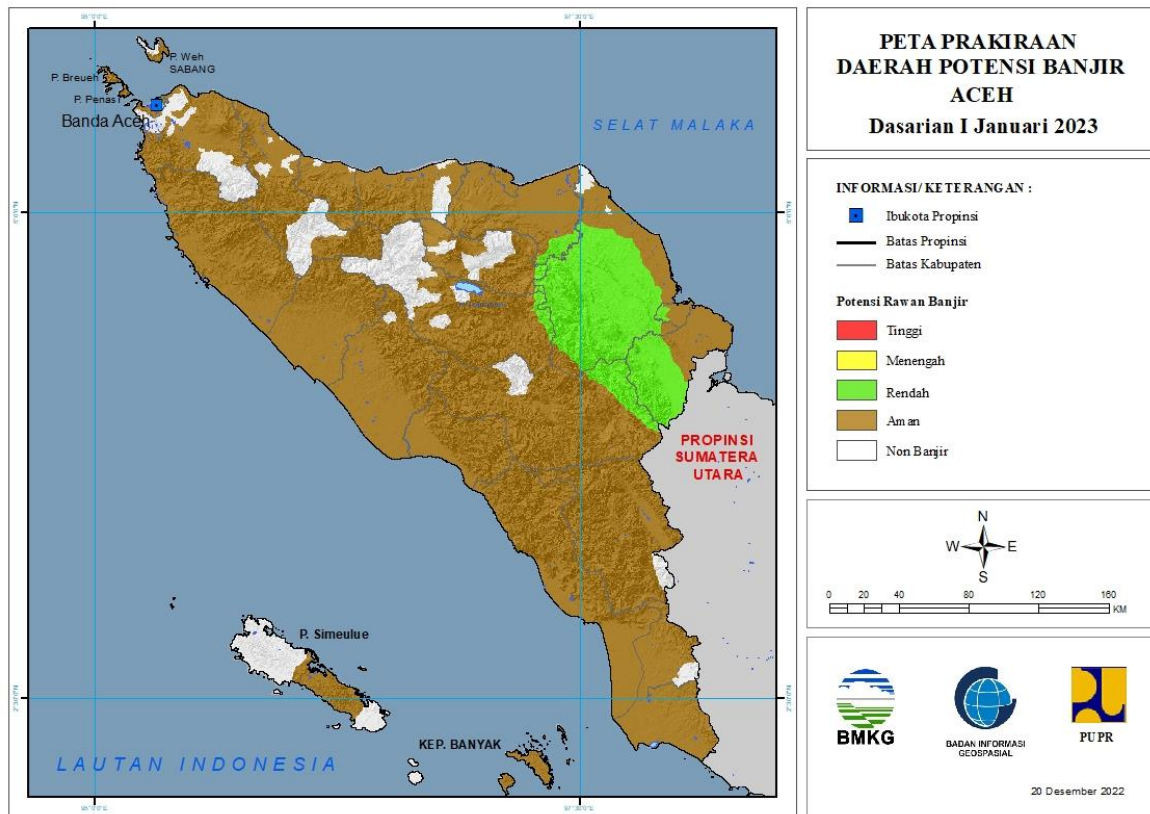 PETA PRAKIRAAN
DAERAH POTENSI BANJIR
ACEH
Dasarian I Januari 2023
INFORMASI/ KETERANGAN :
Ibukota Propinsi
Batas Propinsi
Batas Kabupaten
Potensi Rawan Banjir
Tinggi
Menengah
Rendah
Aman
Non Banjir
N
W E
S
0 20 40 80 120 160
KM
BMKG
BADAN INFORMASI
GEOSPASIAL
PUPR
20 Desember 2022
P. Weh
SABANG
P. Breueh
P. Penasi
Banda Aceh
SELAT MALAKA
PROPINSI
SUMATERA
UTARA
P. Simeulue
KEP. BANYAK
LAUTAN INDONESIA